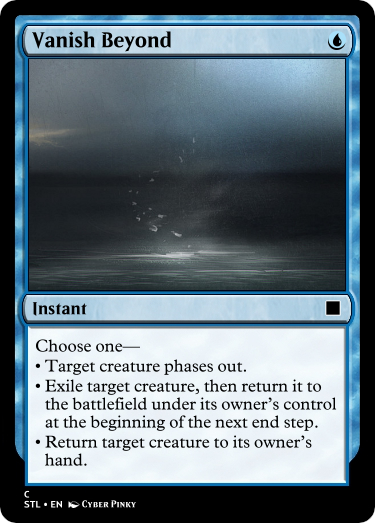 Vanish Beyond
Instant
Choose one—
• Target creature phases out.
• Exile target creature, then return it to
the battlefield under its owner's control
at the beginning of the next end step.
• Return target creature to its owner's
hand.
C
STL • EN Cyber Pinky